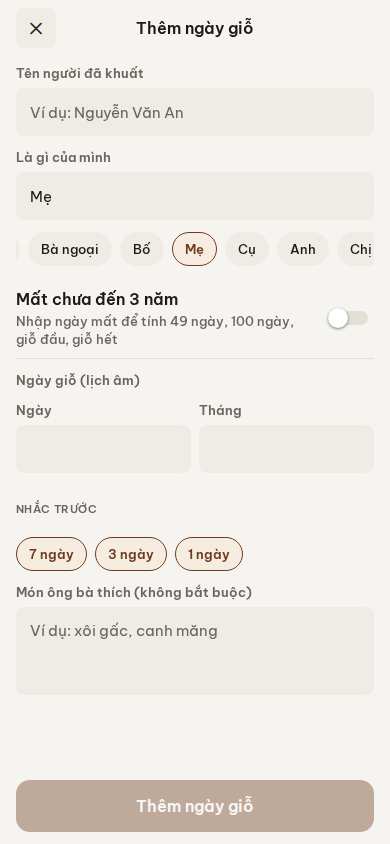 Thêm ngày giỗ
Tên người đã khuất
Ví dụ: Nguyễn Văn An
Là gì của mình
Mẹ
Bà ngoại
Bố
Mẹ
Cụ
Anh
Chị
Mất chưa đến 3 năm
Nhập ngày mất để tính 49 ngày, 100 ngày,
giỗ đầu, giỗ hết
Ngày giỗ (lịch âm)
Ngày
Tháng
NHẮC TRƯỚC
7 ngày
3 ngày
1 ngày
Món ông bà thích (không bắt buộc)
Ví dụ: xôi gấc, canh măng
Thêm ngày giỗ